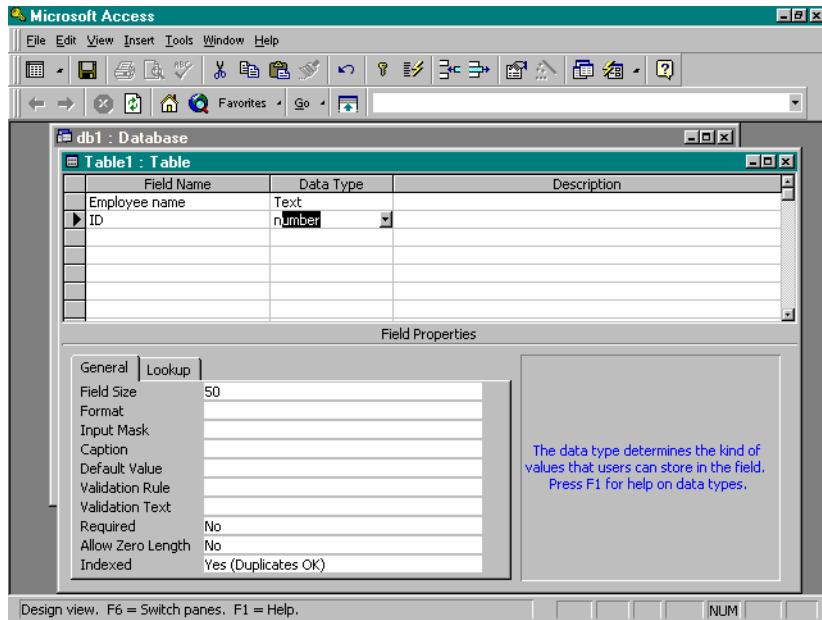 Microsoft Access
File Edit View Insert Tools Window Help
ABC
Favorites Go
db1 : Database
Table1 : Table
Field Name Data Type Description
Employee name Text
ID number
Field Properties
General Lookup
Field Size 50
Format
Input Mask
Caption
Default Value
Validation Rule
Validation Text
Required No
Allow Zero Length No
Indexed Yes (Duplicates OK)
The data type determines the kind of
values that users can store in the field.
Press F1 for help on data types.
Design view. F6 = Switch panes. F1 = Help. NUM